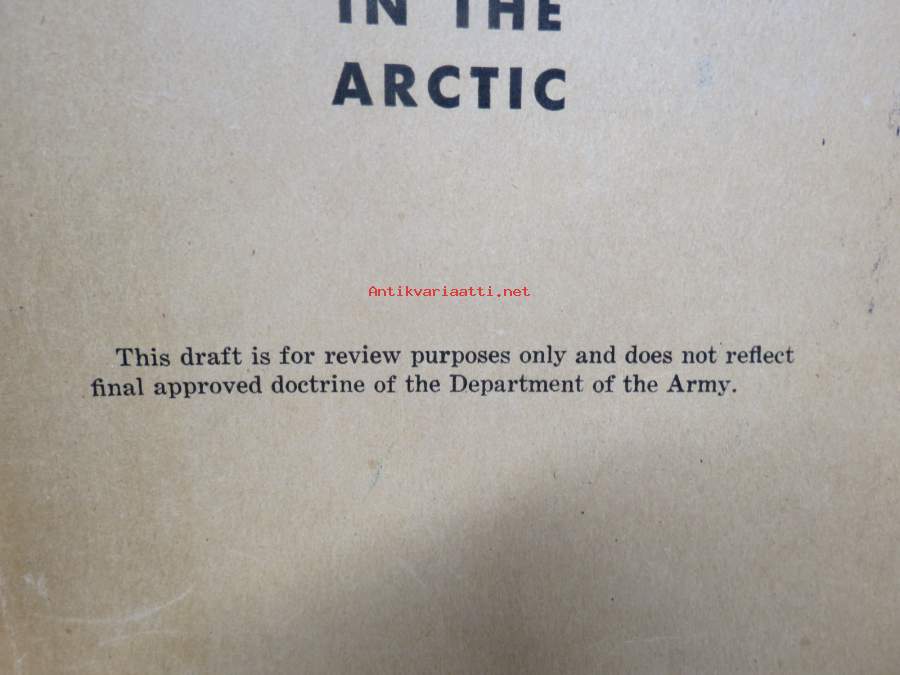 IN THE
ARCTIC
Antikvariaatti.net
This draft is for review purposes only and does not reflect
final approved doctrine of the Department of the Army.